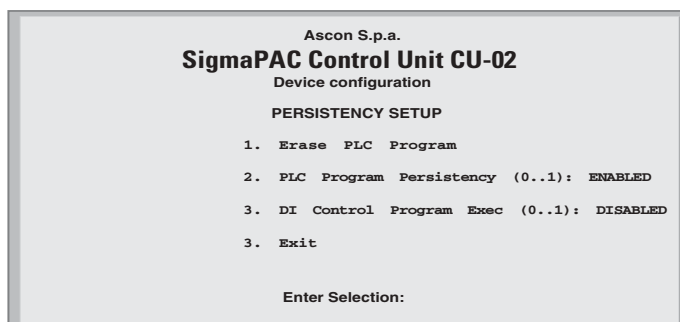 Ascon S.p.a.
SigmaPAC Control Unit CU-02
Device configuration
PERSISTENCY SETUP
1. Erase PLC Program
2. PLC Program Persistency (0..1): ENABLED
3. DI Control Program Exec (0..1): DISABLED
3. Exit
Enter Selection: